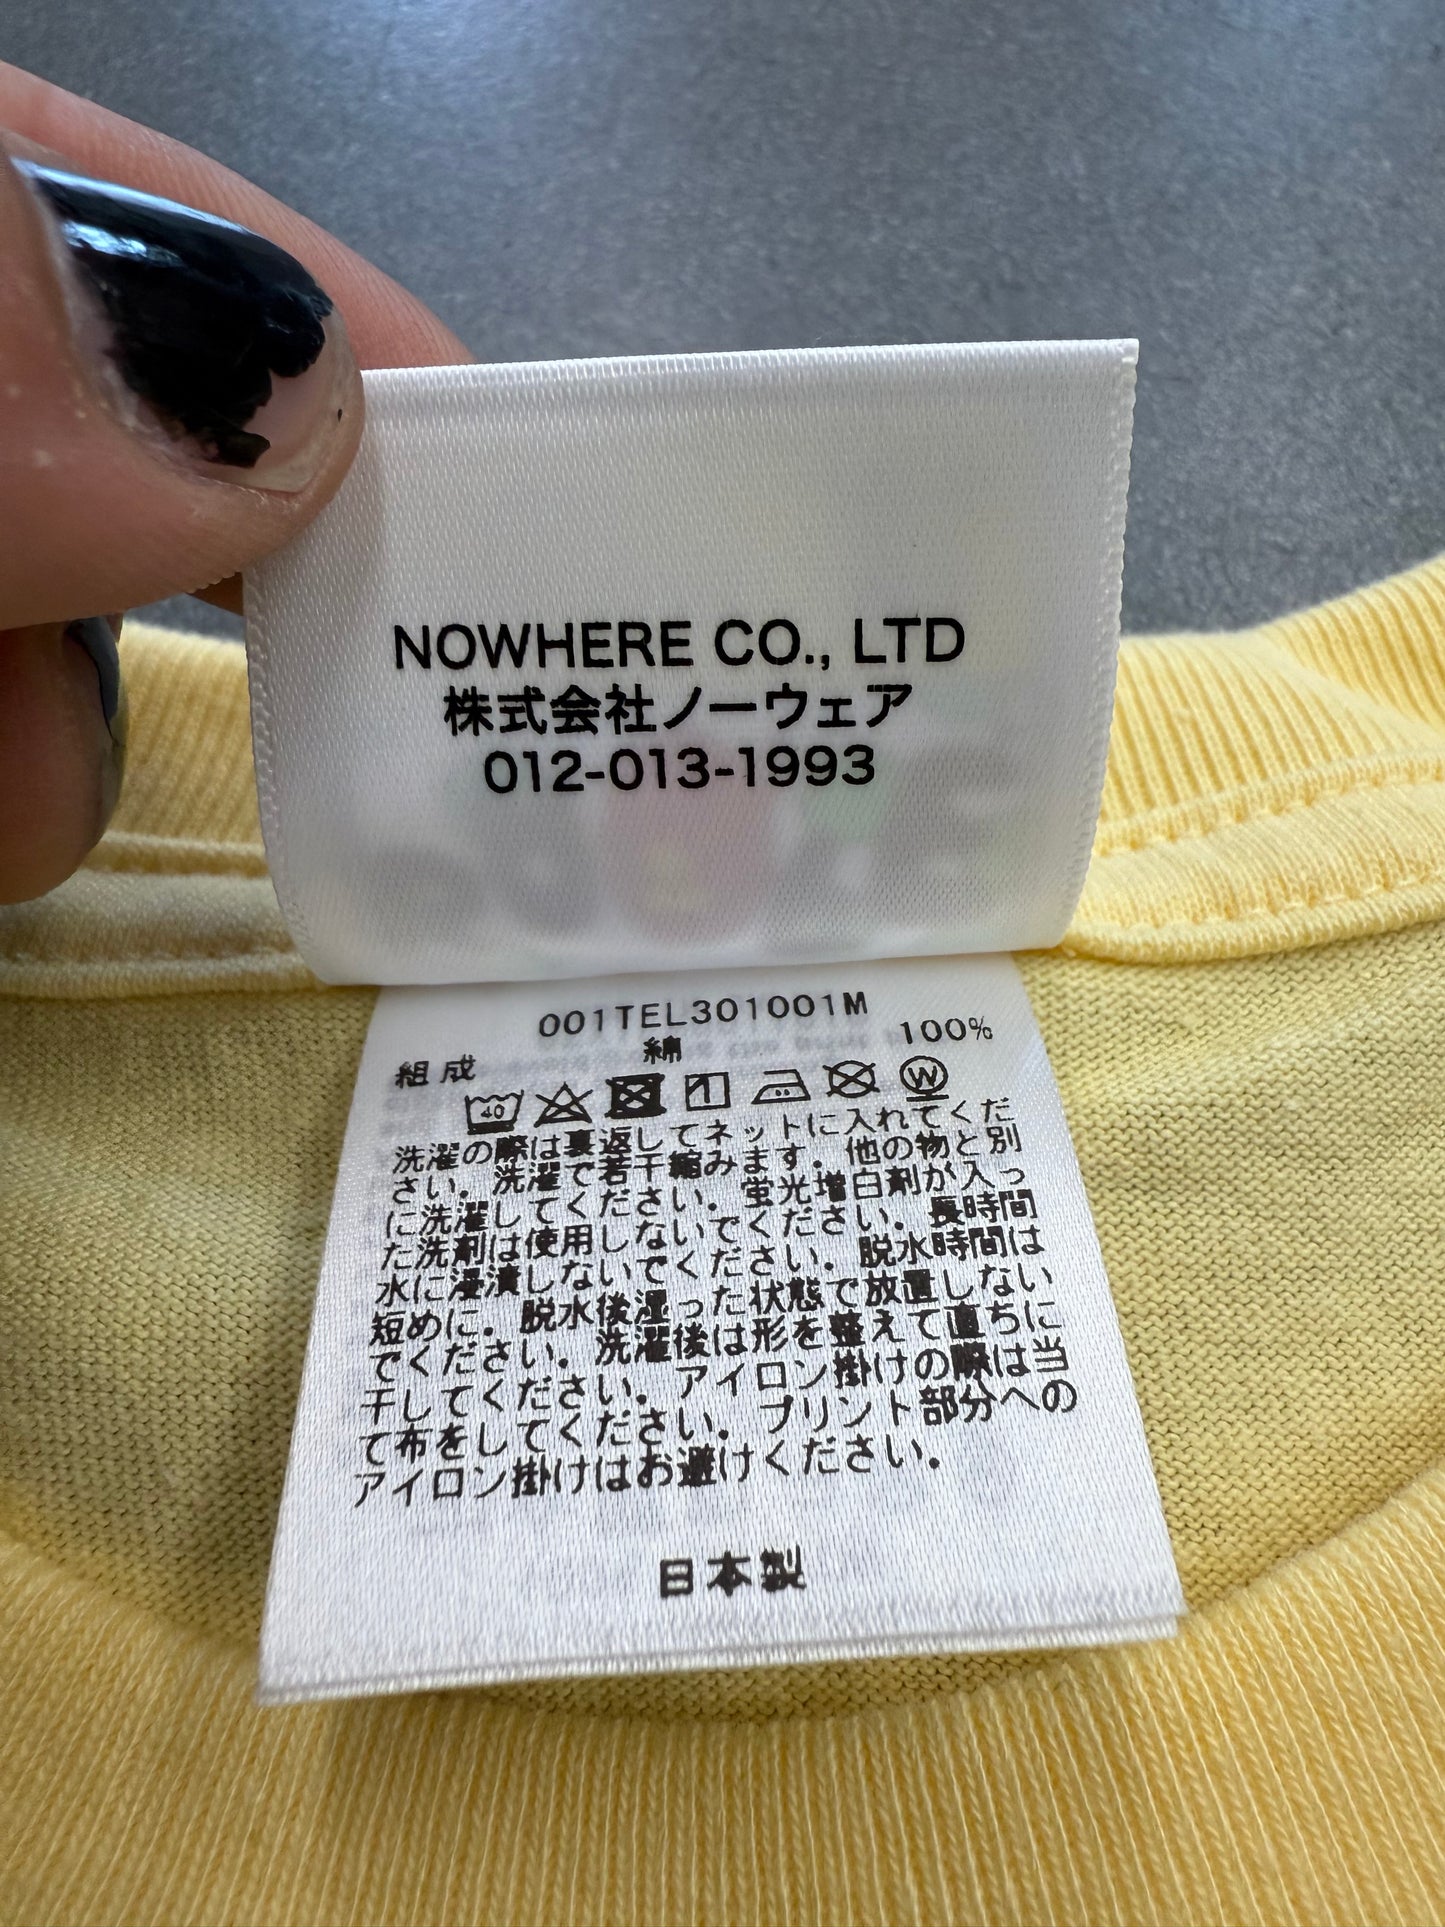 NOWHERE CO., LTD
株式会社ノーウェア
012-013-1993
001TEL301001M
組成 綿 100%
40 W
洗濯の際は裏返してネットに入れてくだ
さい．洗濯で若干縮みます．他の物と別
に洗濯してください．蛍光増白剤が入っ
た洗剤は使用しないでください．長時間
水に浸漬しないでください．脱水時間は
短めに．脱水後湿った状態で放置しない
でください．洗濯後は形を整えて直ちに
干してください．アイロン掛けの際は当
て布をしてください．プリント部分への
アイロン掛けはお避けください．
日本製